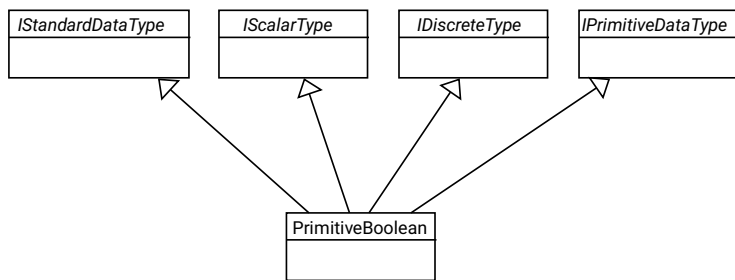 IStandardDataType
IScalarType
IDiscreteType
IPrimitiveDataType
PrimitiveBoolean